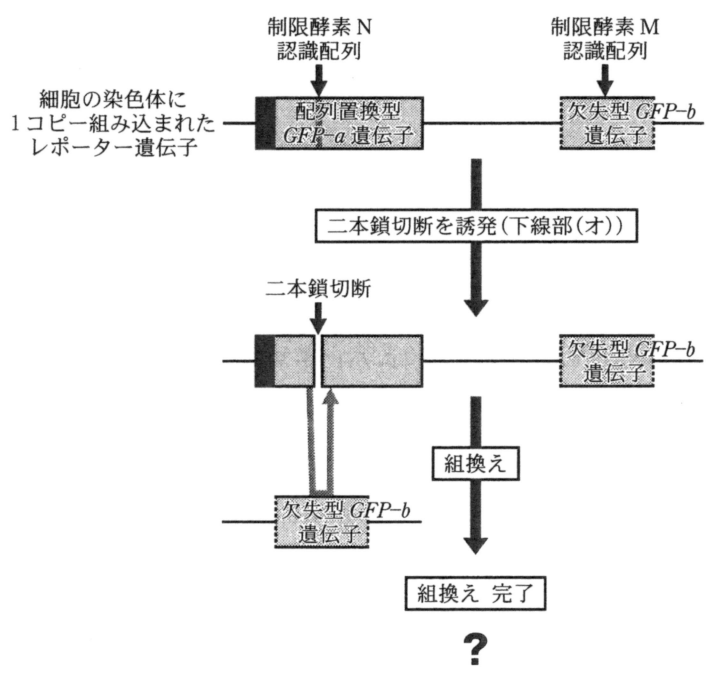 制限酵素 N
認識配列
制限酵素 M
認識配列
細胞の染色体に
1 コピー組み込まれた
レポーター遺伝子
配列置換型
GFP-a 遺伝子
欠失型 GFP-b
遺伝子
二本鎖切断を誘発(下線部(オ))
二本鎖切断
欠失型 GFP-b
遺伝子
組換え
欠失型 GFP-b
遺伝子
組換え 完了
?